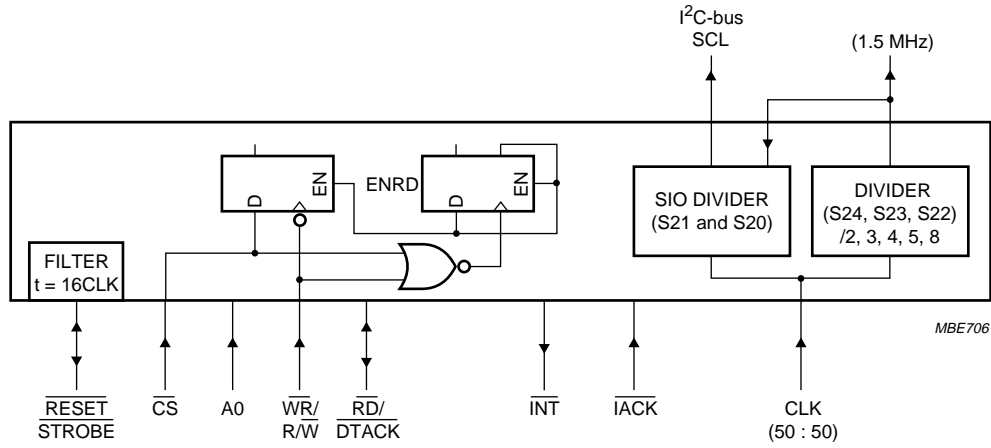 I²C-bus
SCL
(1.5 MHz)
D
EN
ENRD
D
EN
SIO DIVIDER
(S21 and S20)
DIVIDER
(S24, S23, S22)
/2, 3, 4, 5, 8
FILTER
t = 16CLK
MBE706
RESET
STROBE
CS
A0
WR/
R/W
RD/
DTACK
INT
IACK
CLK
(50 : 50)